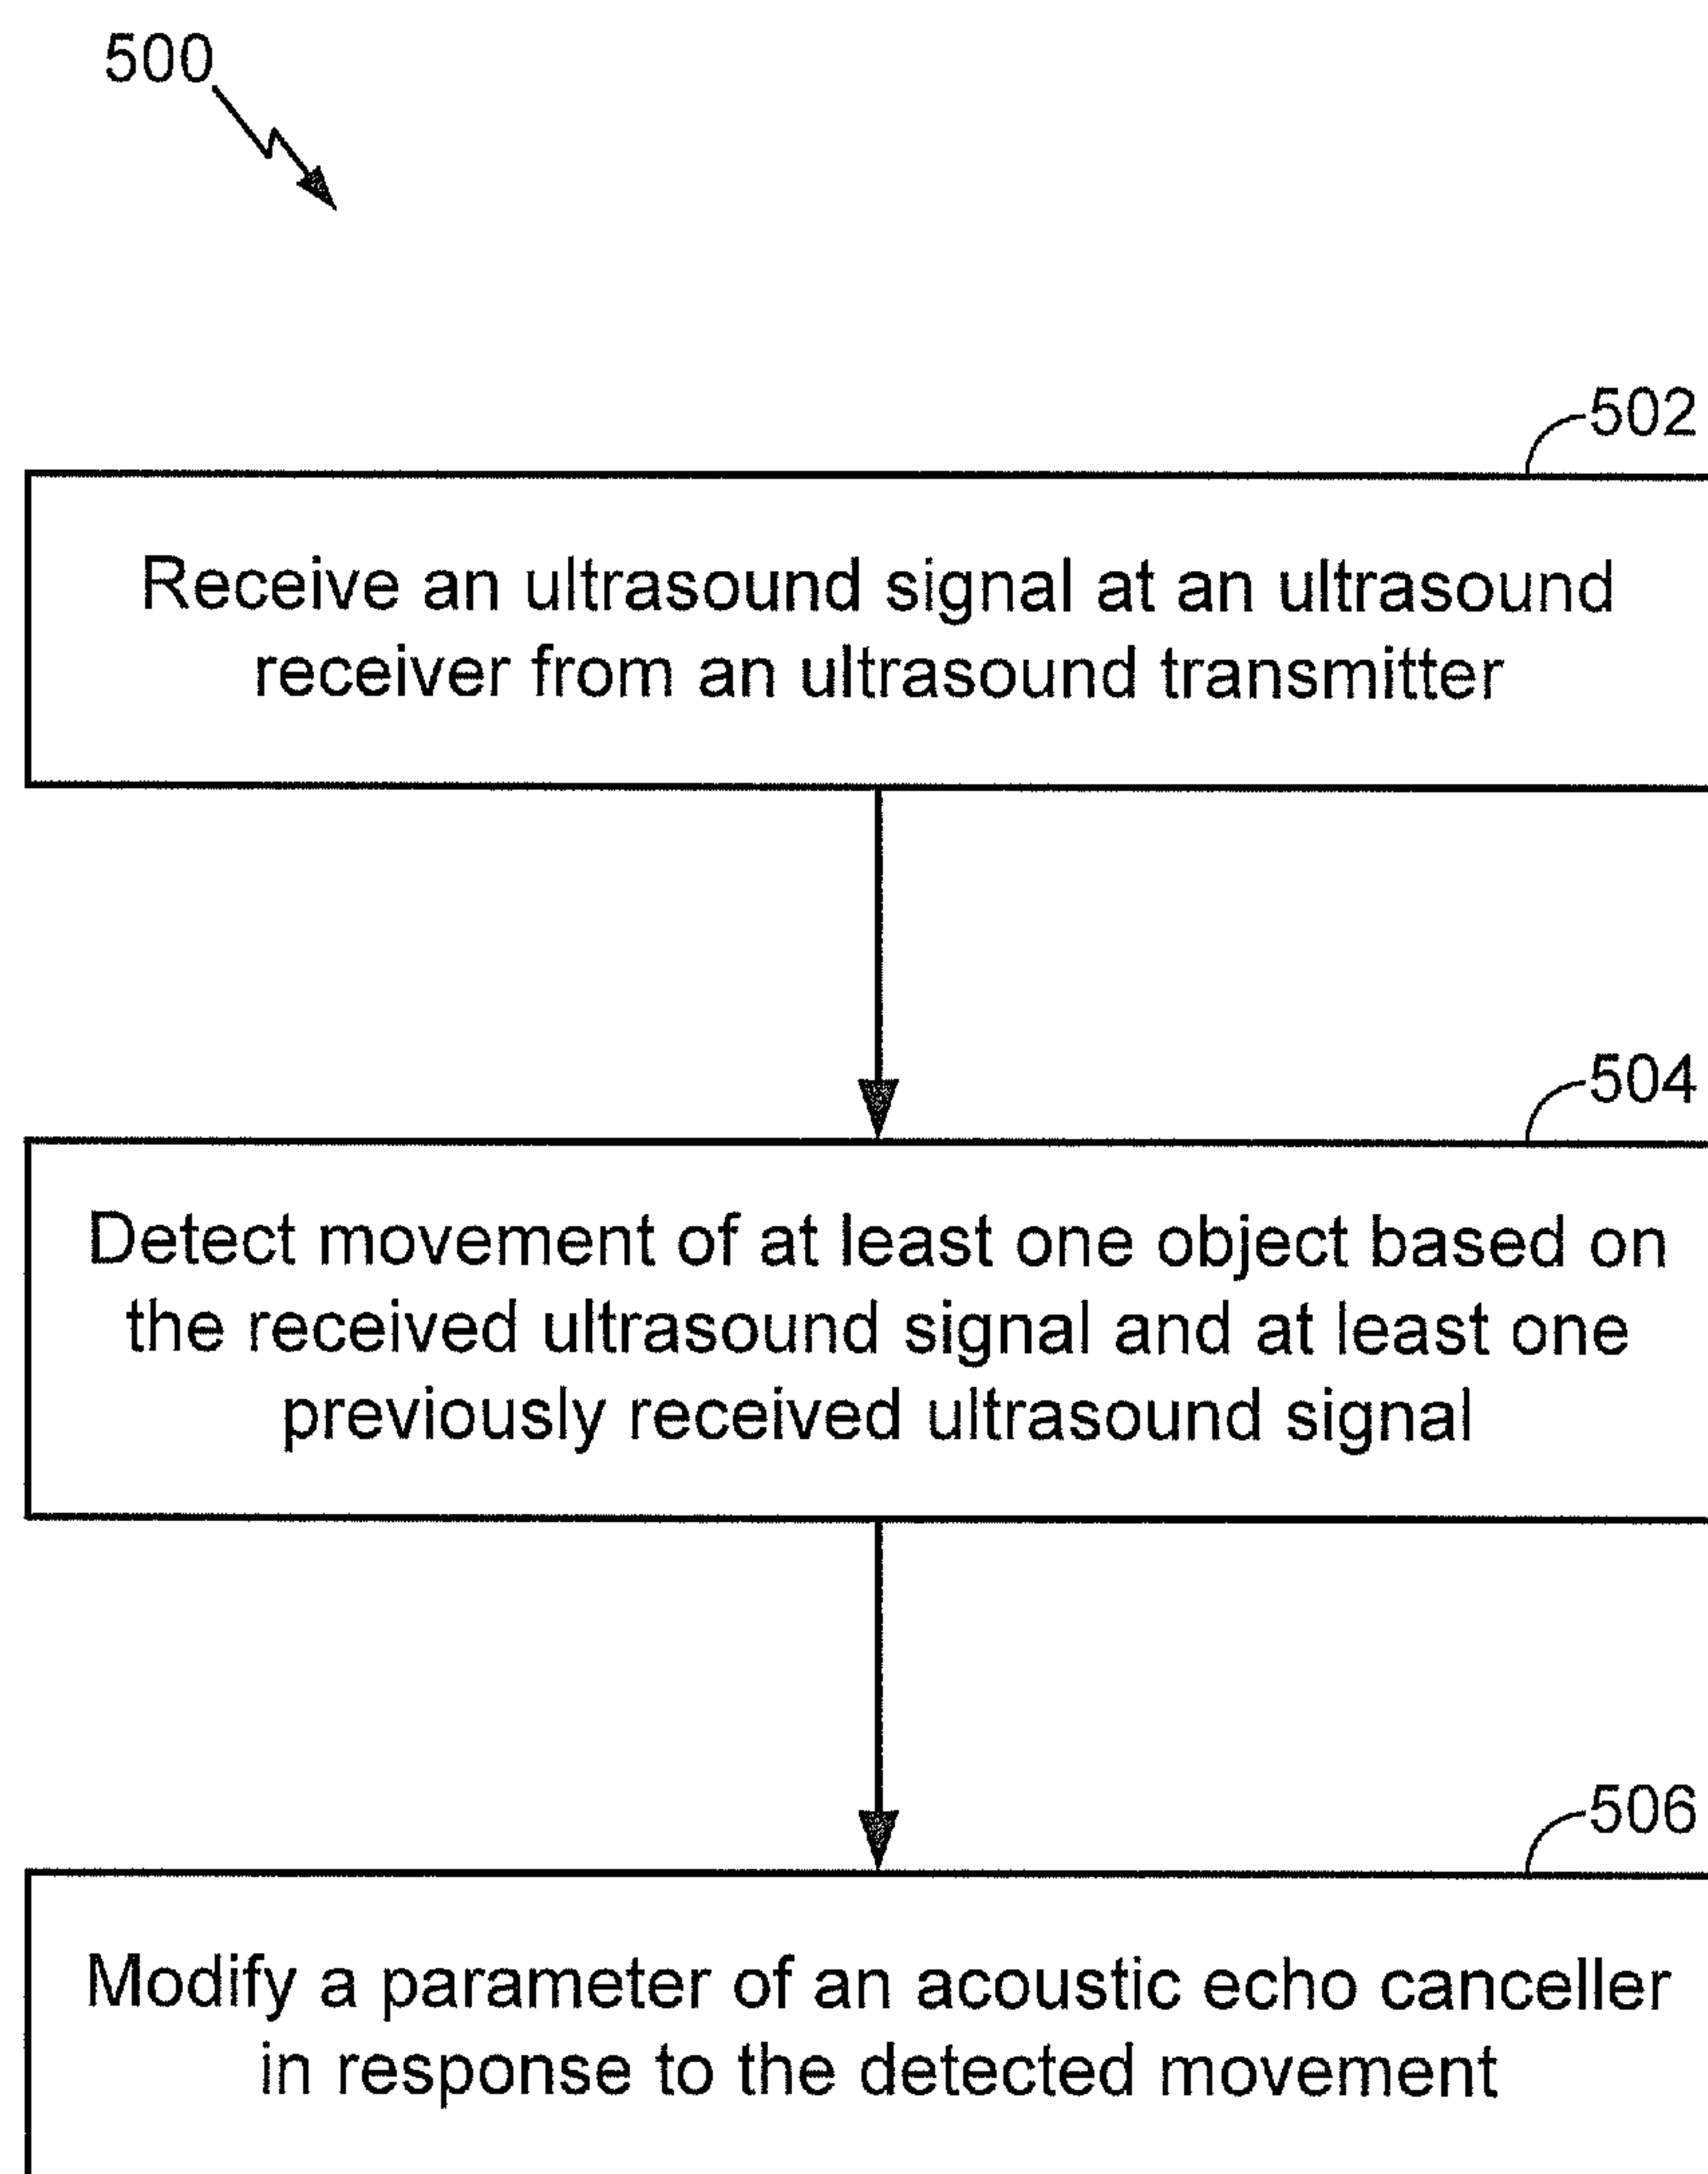 500
502
Receive an ultrasound signal at an ultrasound
receiver from an ultrasound transmitter
504
Detect movement of at least one object based on
the received ultrasound signal and at least one
previously received ultrasound signal
506
Modify a parameter of an acoustic echo canceller
in response to the detected movement